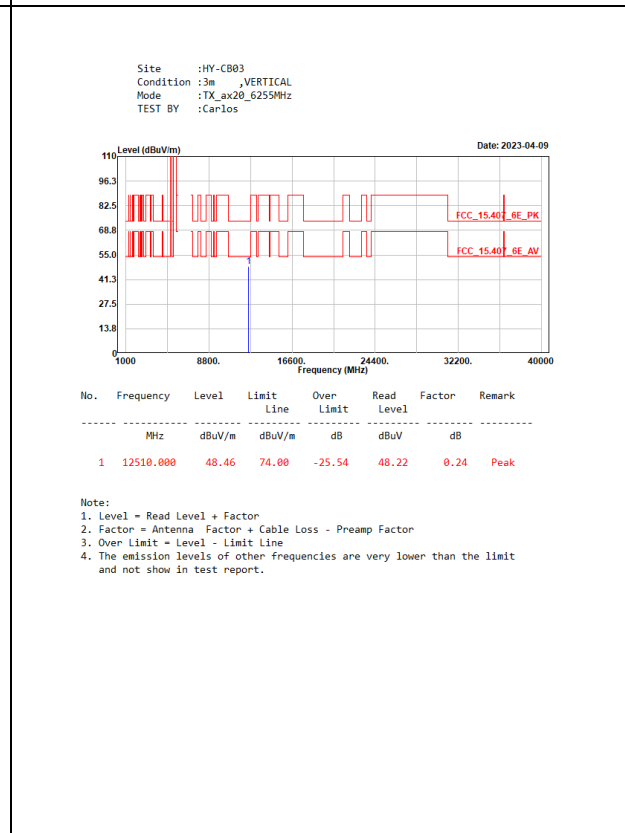 Site :HY-CB03
Condition :3m ,VERTICAL
Mode :TX_ax20_6255MHz
TEST BY :Carlos
Level (dBuV/m)
Date: 2023-04-09
110
96.3
82.5
FCC_15.407_6E_PK
68.8
FCC_15.407_6E_AV
55.0
1
41.3
27.5
13.8
0
1000 8800. 16600. 24400. 32200. 40000
Frequency (MHz)
No. Frequency Level Limit Over Read Factor Remark
Line Limit Level
------ ----------- ------- -------- --------- -------- -------- ---------
MHz dBuV/m dBuV/m dB dBuV dB
1 12510.000 48.46 74.00 -25.54 48.22 0.24 Peak
Note:
1. Level = Read Level + Factor
2. Factor = Antenna Factor + Cable Loss - Preamp Factor
3. Over Limit = Level - Limit Line
4. The emission levels of other frequencies are very lower than the limit
and not show in test report.